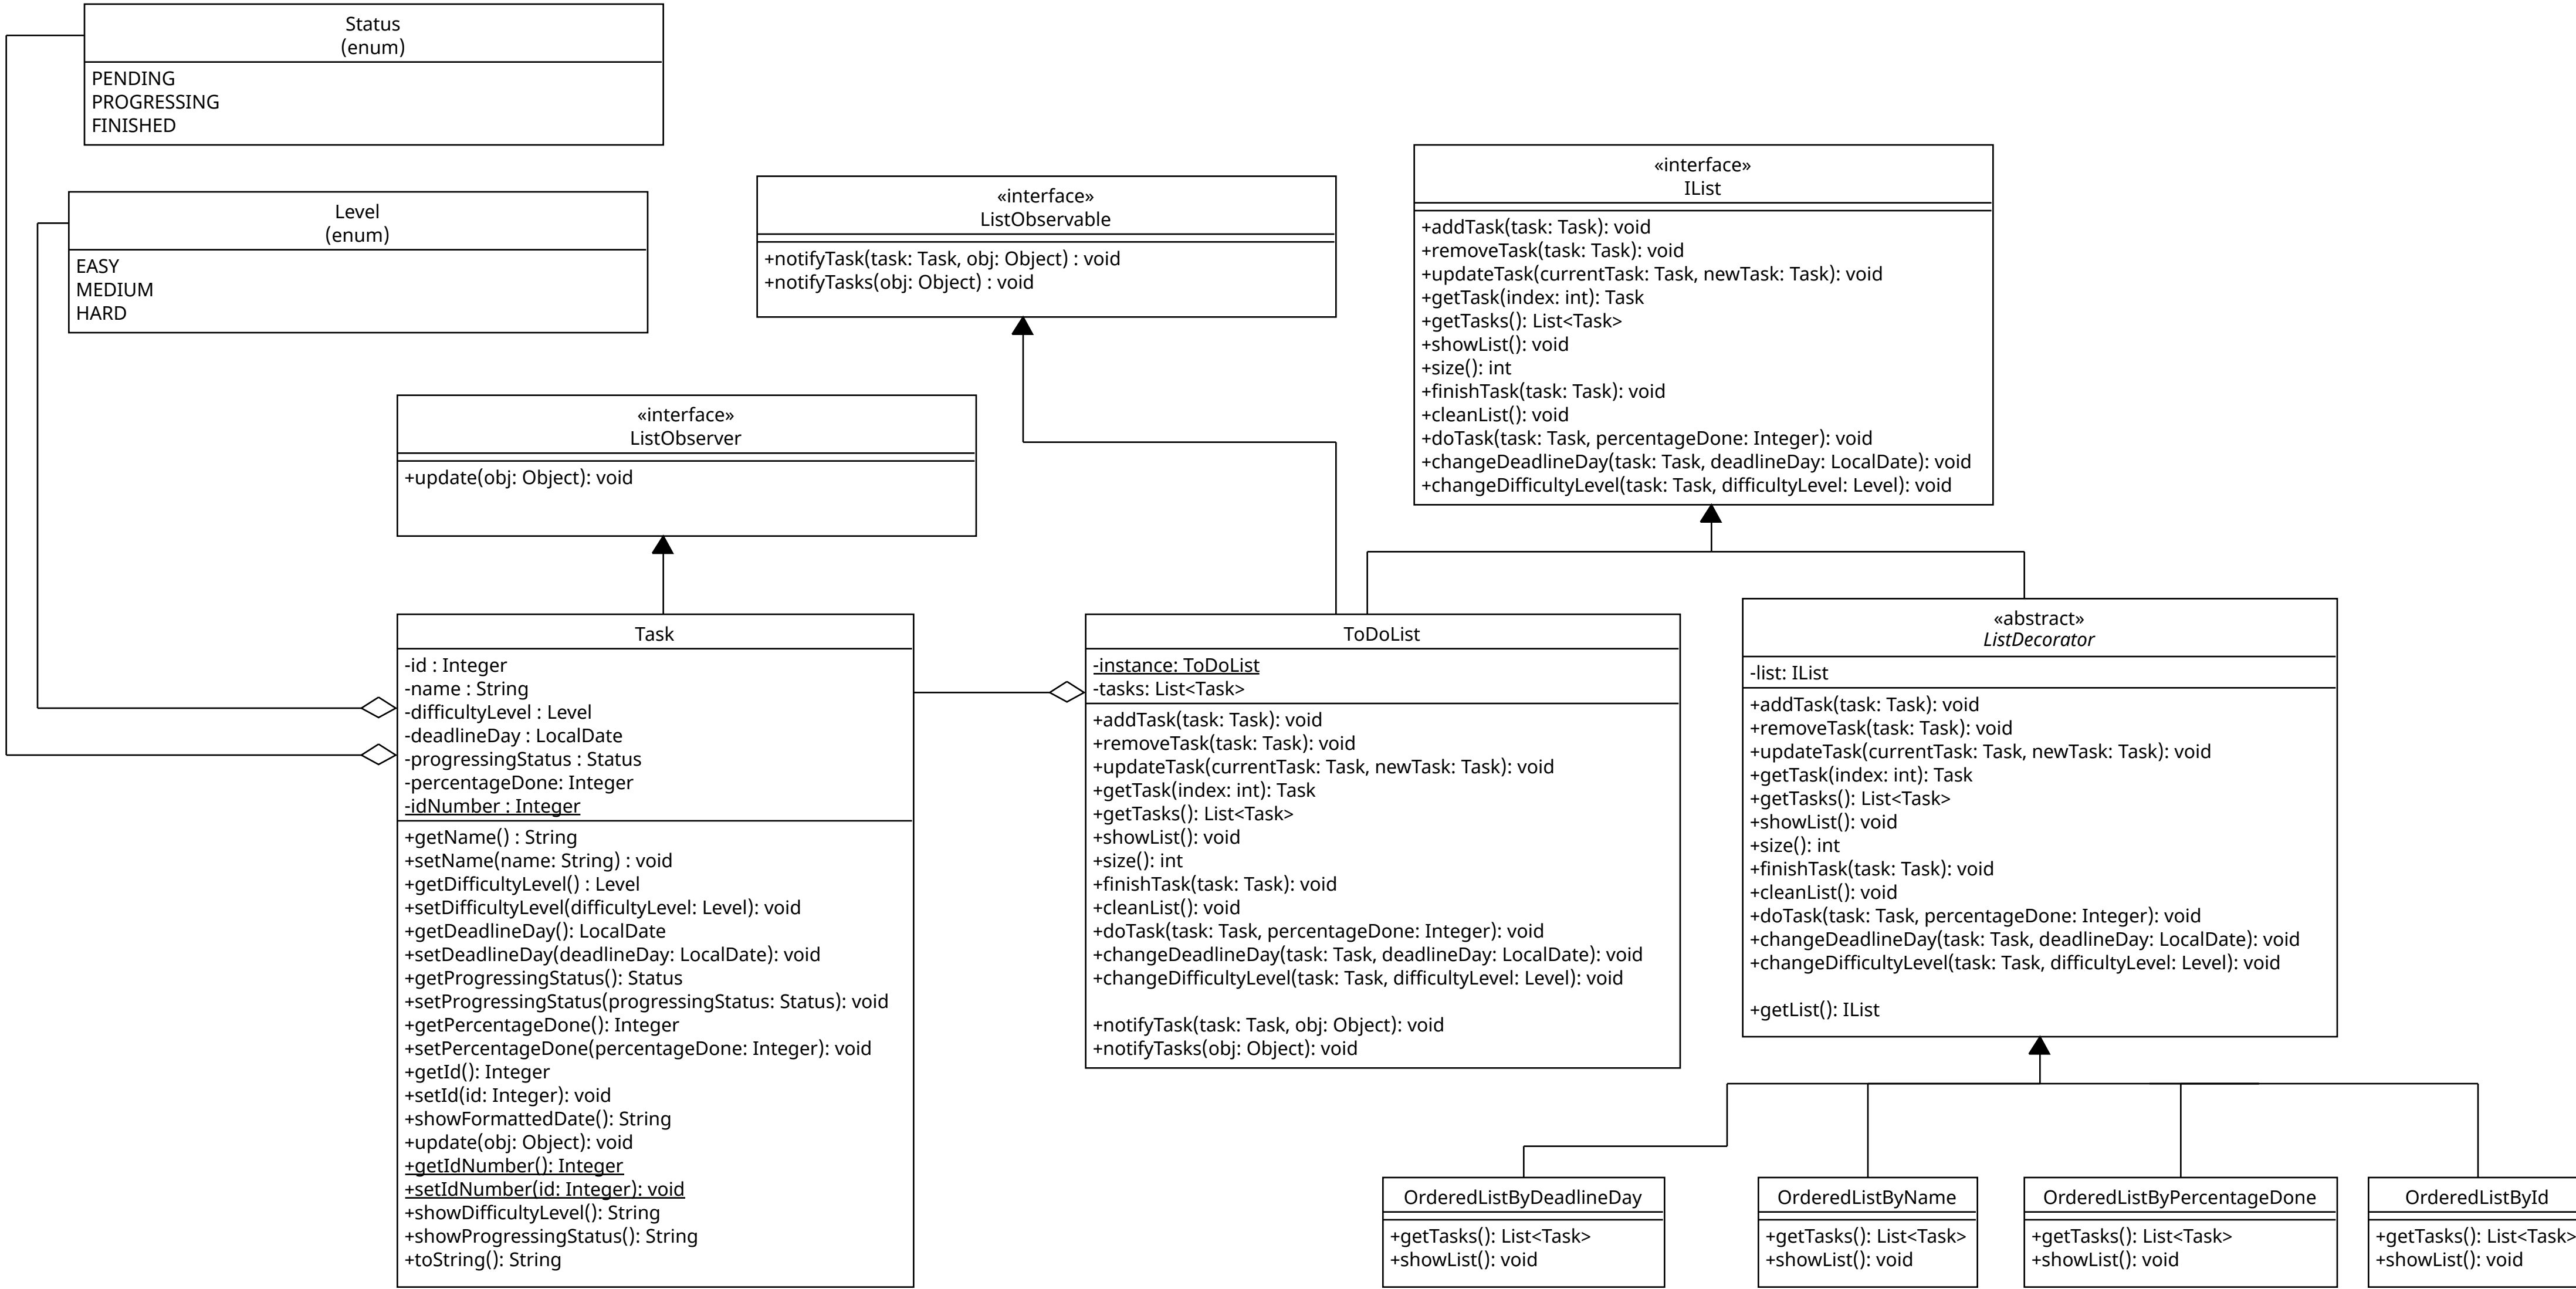 Status
(enum)
PENDING
PROGRESSING
FINISHED
Level
(enum)
EASY
MEDIUM
HARD
«interface»
ListObservable
+notifyTask(task: Task, obj: Object) : void
+notifyTasks(obj: Object) : void
«interface»
IList
+addTask(task: Task): void
+removeTask(task: Task): void
+updateTask(currentTask: Task, newTask: Task): void
+getTask(index: int): Task
+getTasks(): List<Task>
+showList(): void
+size(): int
+finishTask(task: Task): void
+cleanList(): void
+doTask(task: Task, percentageDone: Integer): void
+changeDeadlineDay(task: Task, deadlineDay: LocalDate): void
+changeDifficultyLevel(task: Task, difficultyLevel: Level): void
«interface»
ListObserver
+update(obj: Object): void
Task
-id : Integer
-name : String
-difficultyLevel : Level
-deadlineDay : LocalDate
-progressingStatus : Status
-percentageDone: Integer
-idNumber : Integer
+getName() : String
+setName(name: String) : void
+getDifficultyLevel() : Level
+setDifficultyLevel(difficultyLevel: Level): void
+getDeadlineDay(): LocalDate
+setDeadlineDay(deadlineDay: LocalDate): void
+getProgressingStatus(): Status
+setProgressingStatus(progressingStatus: Status): void
+getPercentageDone(): Integer
+setPercentageDone(percentageDone: Integer): void
+getId(): Integer
+setId(id: Integer): void
+showFormattedDate(): String
+update(obj: Object): void
+getIdNumber(): Integer
+setIdNumber(id: Integer): void
+showDifficultyLevel(): String
+showProgressingStatus(): String
+toString(): String
ToDoList
-instance: ToDoList
-tasks: List<Task>
+addTask(task: Task): void
+removeTask(task: Task): void
+updateTask(currentTask: Task, newTask: Task): void
+getTask(index: int): Task
+getTasks(): List<Task>
+showList(): void
+size(): int
+finishTask(task: Task): void
+cleanList(): void
+doTask(task: Task, percentageDone: Integer): void
+changeDeadlineDay(task: Task, deadlineDay: LocalDate): void
+changeDifficultyLevel(task: Task, difficultyLevel: Level): void
+notifyTask(task: Task, obj: Object): void
+notifyTasks(obj: Object): void
«abstract»
ListDecorator
-list: IList
+addTask(task: Task): void
+removeTask(task: Task): void
+updateTask(currentTask: Task, newTask: Task): void
+getTask(index: int): Task
+getTasks(): List<Task>
+showList(): void
+size(): int
+finishTask(task: Task): void
+cleanList(): void
+doTask(task: Task, percentageDone: Integer): void
+changeDeadlineDay(task: Task, deadlineDay: LocalDate): void
+changeDifficultyLevel(task: Task, difficultyLevel: Level): void
+getList(): IList
OrderedListByDeadlineDay
+getTasks(): List<Task>
+showList(): void
OrderedListByName
+getTasks(): List<Task>
+showList(): void
OrderedListByPercentageDone
+getTasks(): List<Task>
+showList(): void
OrderedListById
+getTasks(): List<Task>
+showList(): void